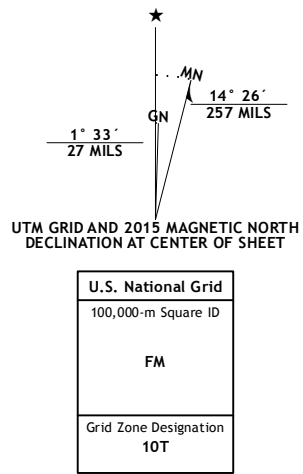 ★
MN
GN
14° 26´
257 MILS
1° 33´
27 MILS
UTM GRID AND 2015 MAGNETIC NORTH
DECLINATION AT CENTER OF SHEET
U.S. National Grid
100,000-m Square ID
FM
Grid Zone Designation
10T